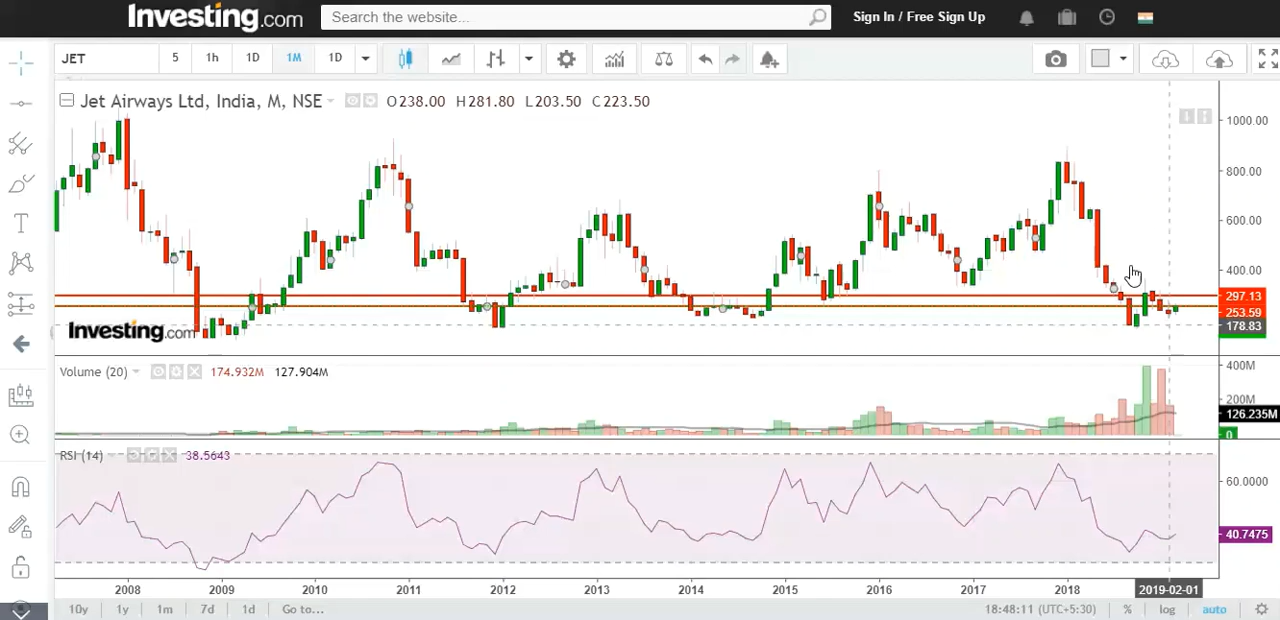 Investing.com
Search the website...
Sign In / Free Sign Up
JET
5
1h
1D
1M
1D
Jet Airways Ltd, India, M, NSE
O238.00 H281.80 L203.50 C223.50
1000.00
800.00
600.00
400.00
297.13
253.59
178.83
Investing.com
Volume (20)
174.932M
127.904M
400M
200M
126.235M
0
RSI (14)
38.5643
60.0000
40.7475
2008
2009
2010
2011
2012
2013
2014
2015
2016
2017
2018
2019-02-01
10y
1y
1m
7d
1d
Go to...
18:48:11 (UTC+5:30)
%
log
auto